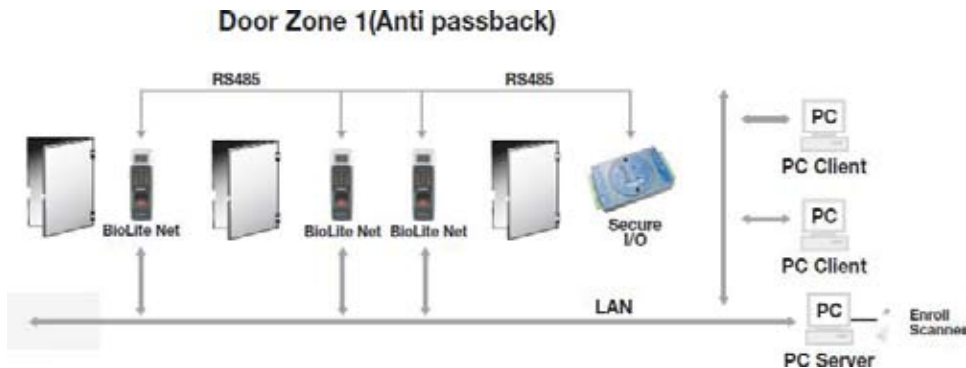 Door Zone 1(Anti passback)
RS485
RS485
PC
PC Client
BioLite Net
BioLite Net
BioLite Net
Secure
I/O
PC
PC Client
LAN
PC
Enroll
Scanner
PC Server